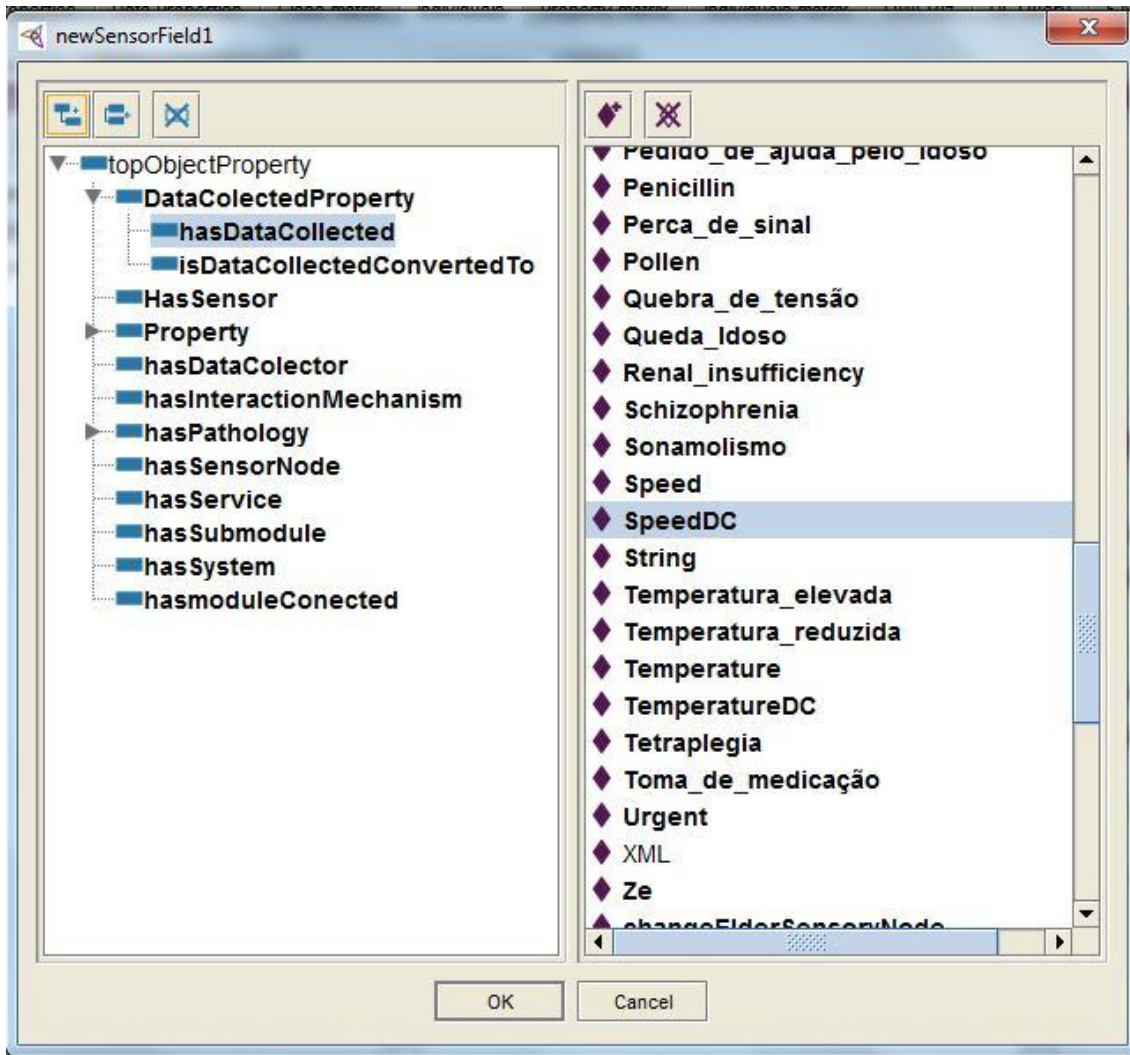 newSensorField1
topObjectProperty
DataColectedProperty
hasDataCollected
isDataCollectedConvertedTo
HasSensor
Property
hasDataColector
hasInteractionMechanism
hasPathology
hasSensorNode
hasService
hasSubmodule
hasSystem
hasmoduleConected
Pedido_de_ajuda_pelo_Idoso
Penicillin
Perca_de_sinal
Pollen
Quebra_de_tensão
Queda_Idoso
Renal_insufficiency
Schizophrenia
Sonamolismo
Speed
SpeedDC
String
Temperatura_elevada
Temperatura_reduzida
Temperature
TemperatureDC
Tetraplegia
Toma_de_medicação
Urgent
XML
Ze
changeElderSensoryNode
OK
Cancel